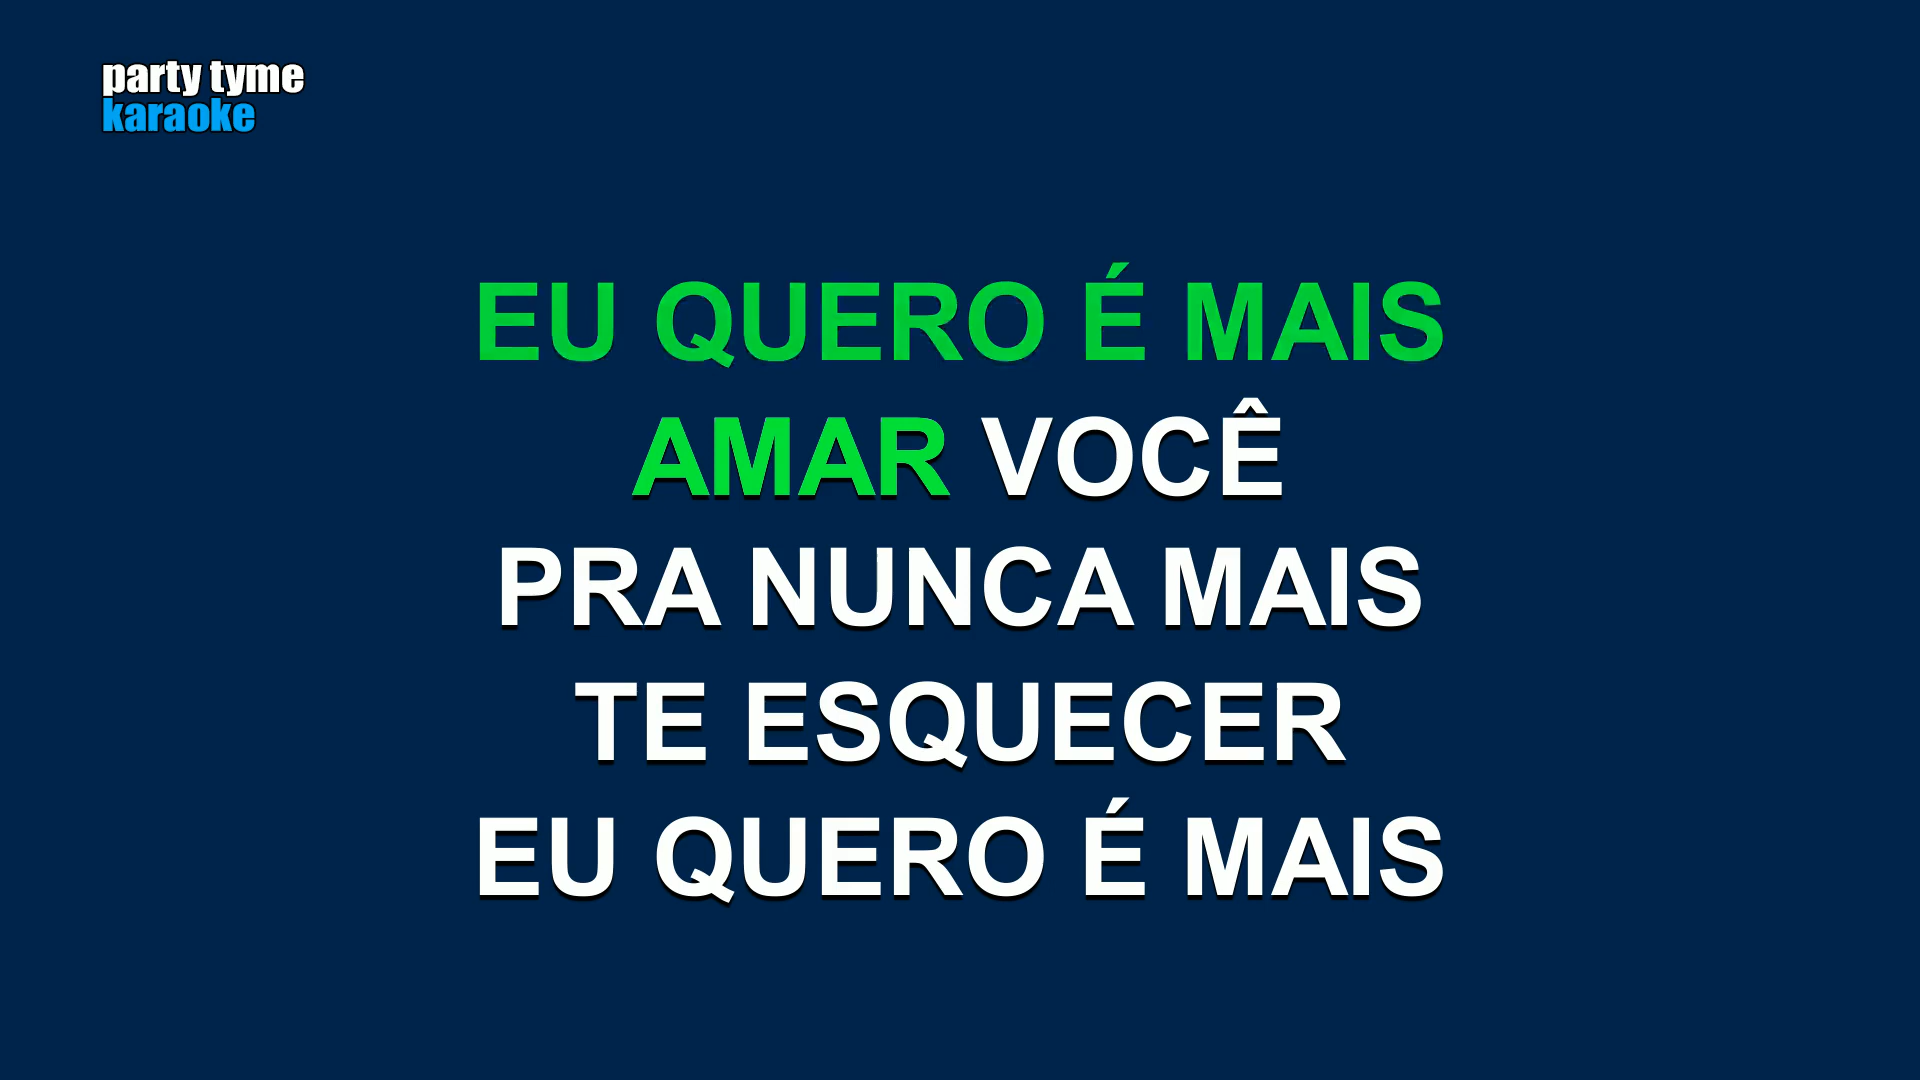 party tyme
karaoke
EU QUERO É MAIS
AMAR VOCÊ
PRA NUNCA MAIS
TE ESQUECER
EU QUERO É MAIS